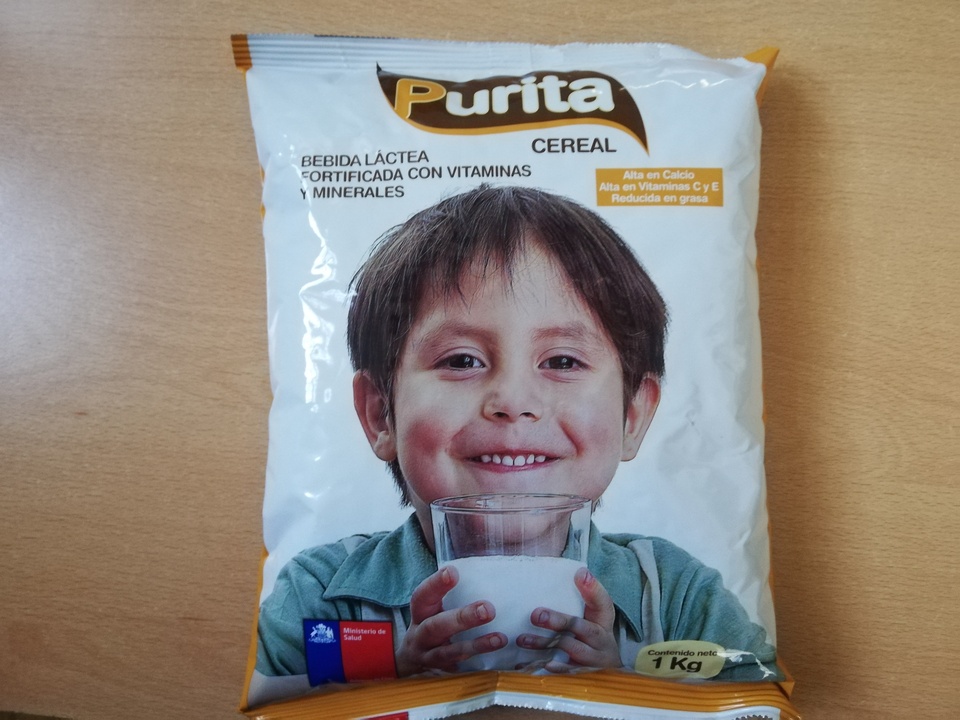 Purita
CEREAL
BEBIDA LÁCTEA
FORTIFICADA CON VITAMINAS
Y MINERALES
Alta en Calcio
Alta en Vitaminas C y E
Reducida en grasa
Ministerio de
Salud
Contenido neto
1 Kg